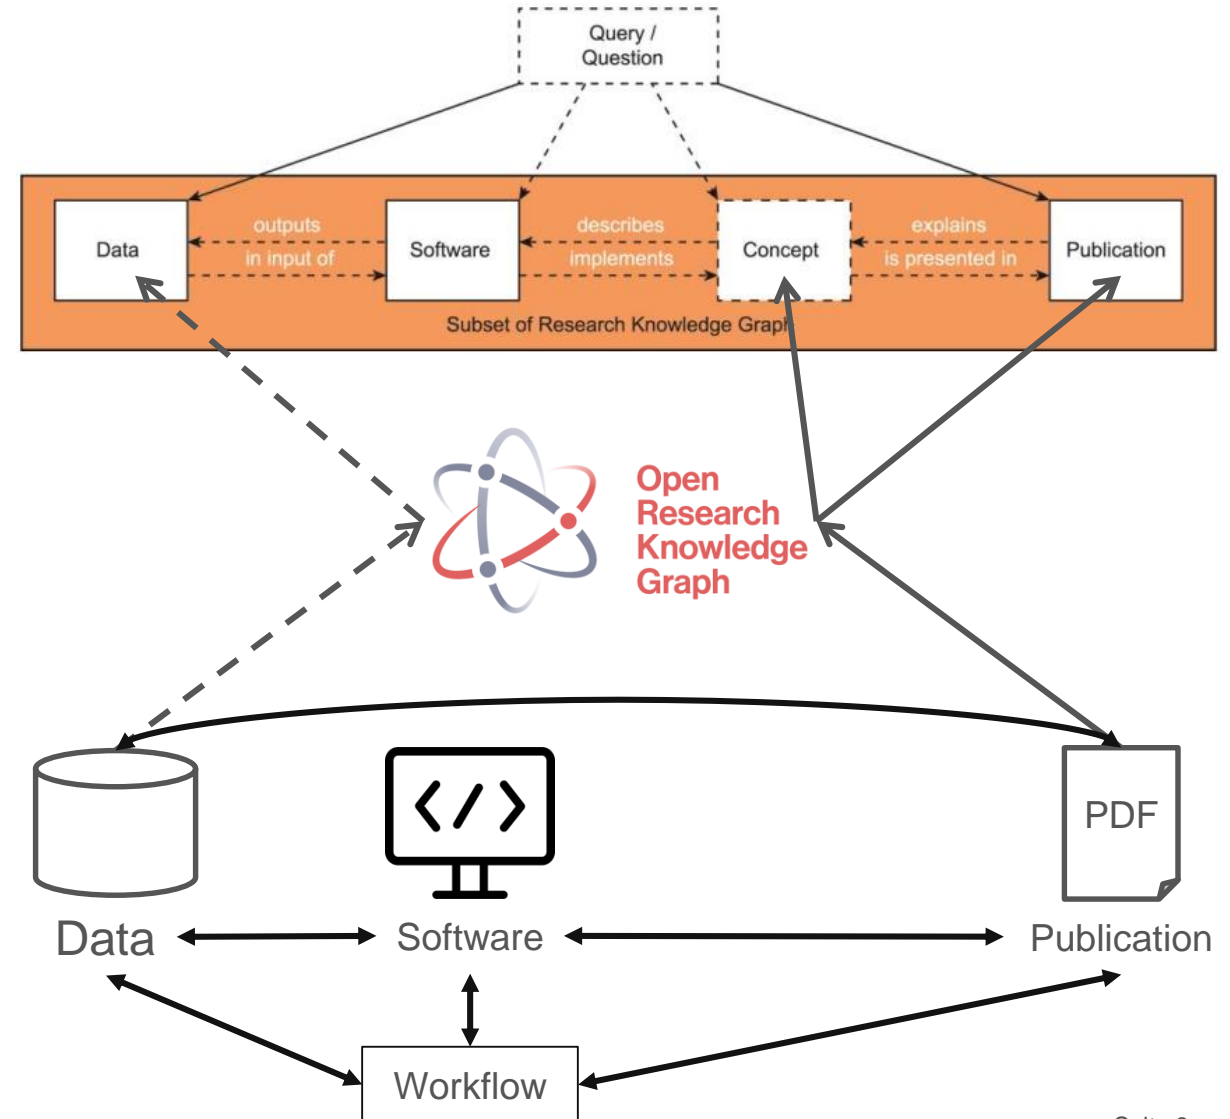 Query /
Question
Data
outputs
in input of
Software
describes
implements
Concept
explains
is presented in
Publication
Subset of Research Knowledge Graph
Open
Research
Knowledge
Graph
</>
PDF
Data
Software
Publication
Workflow